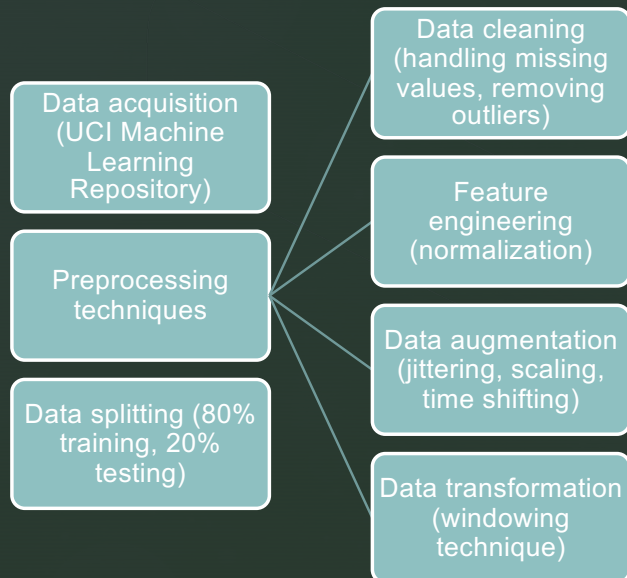 Data acquisition
(UCI Machine
Learning
Repository)
Preprocessing
techniques
Data splitting (80%
training, 20%
testing)
Data cleaning
(handling missing
values, removing
outliers)
Feature
engineering
(normalization)
Data augmentation
(jittering, scaling,
time shifting)
Data transformation
(windowing
technique)